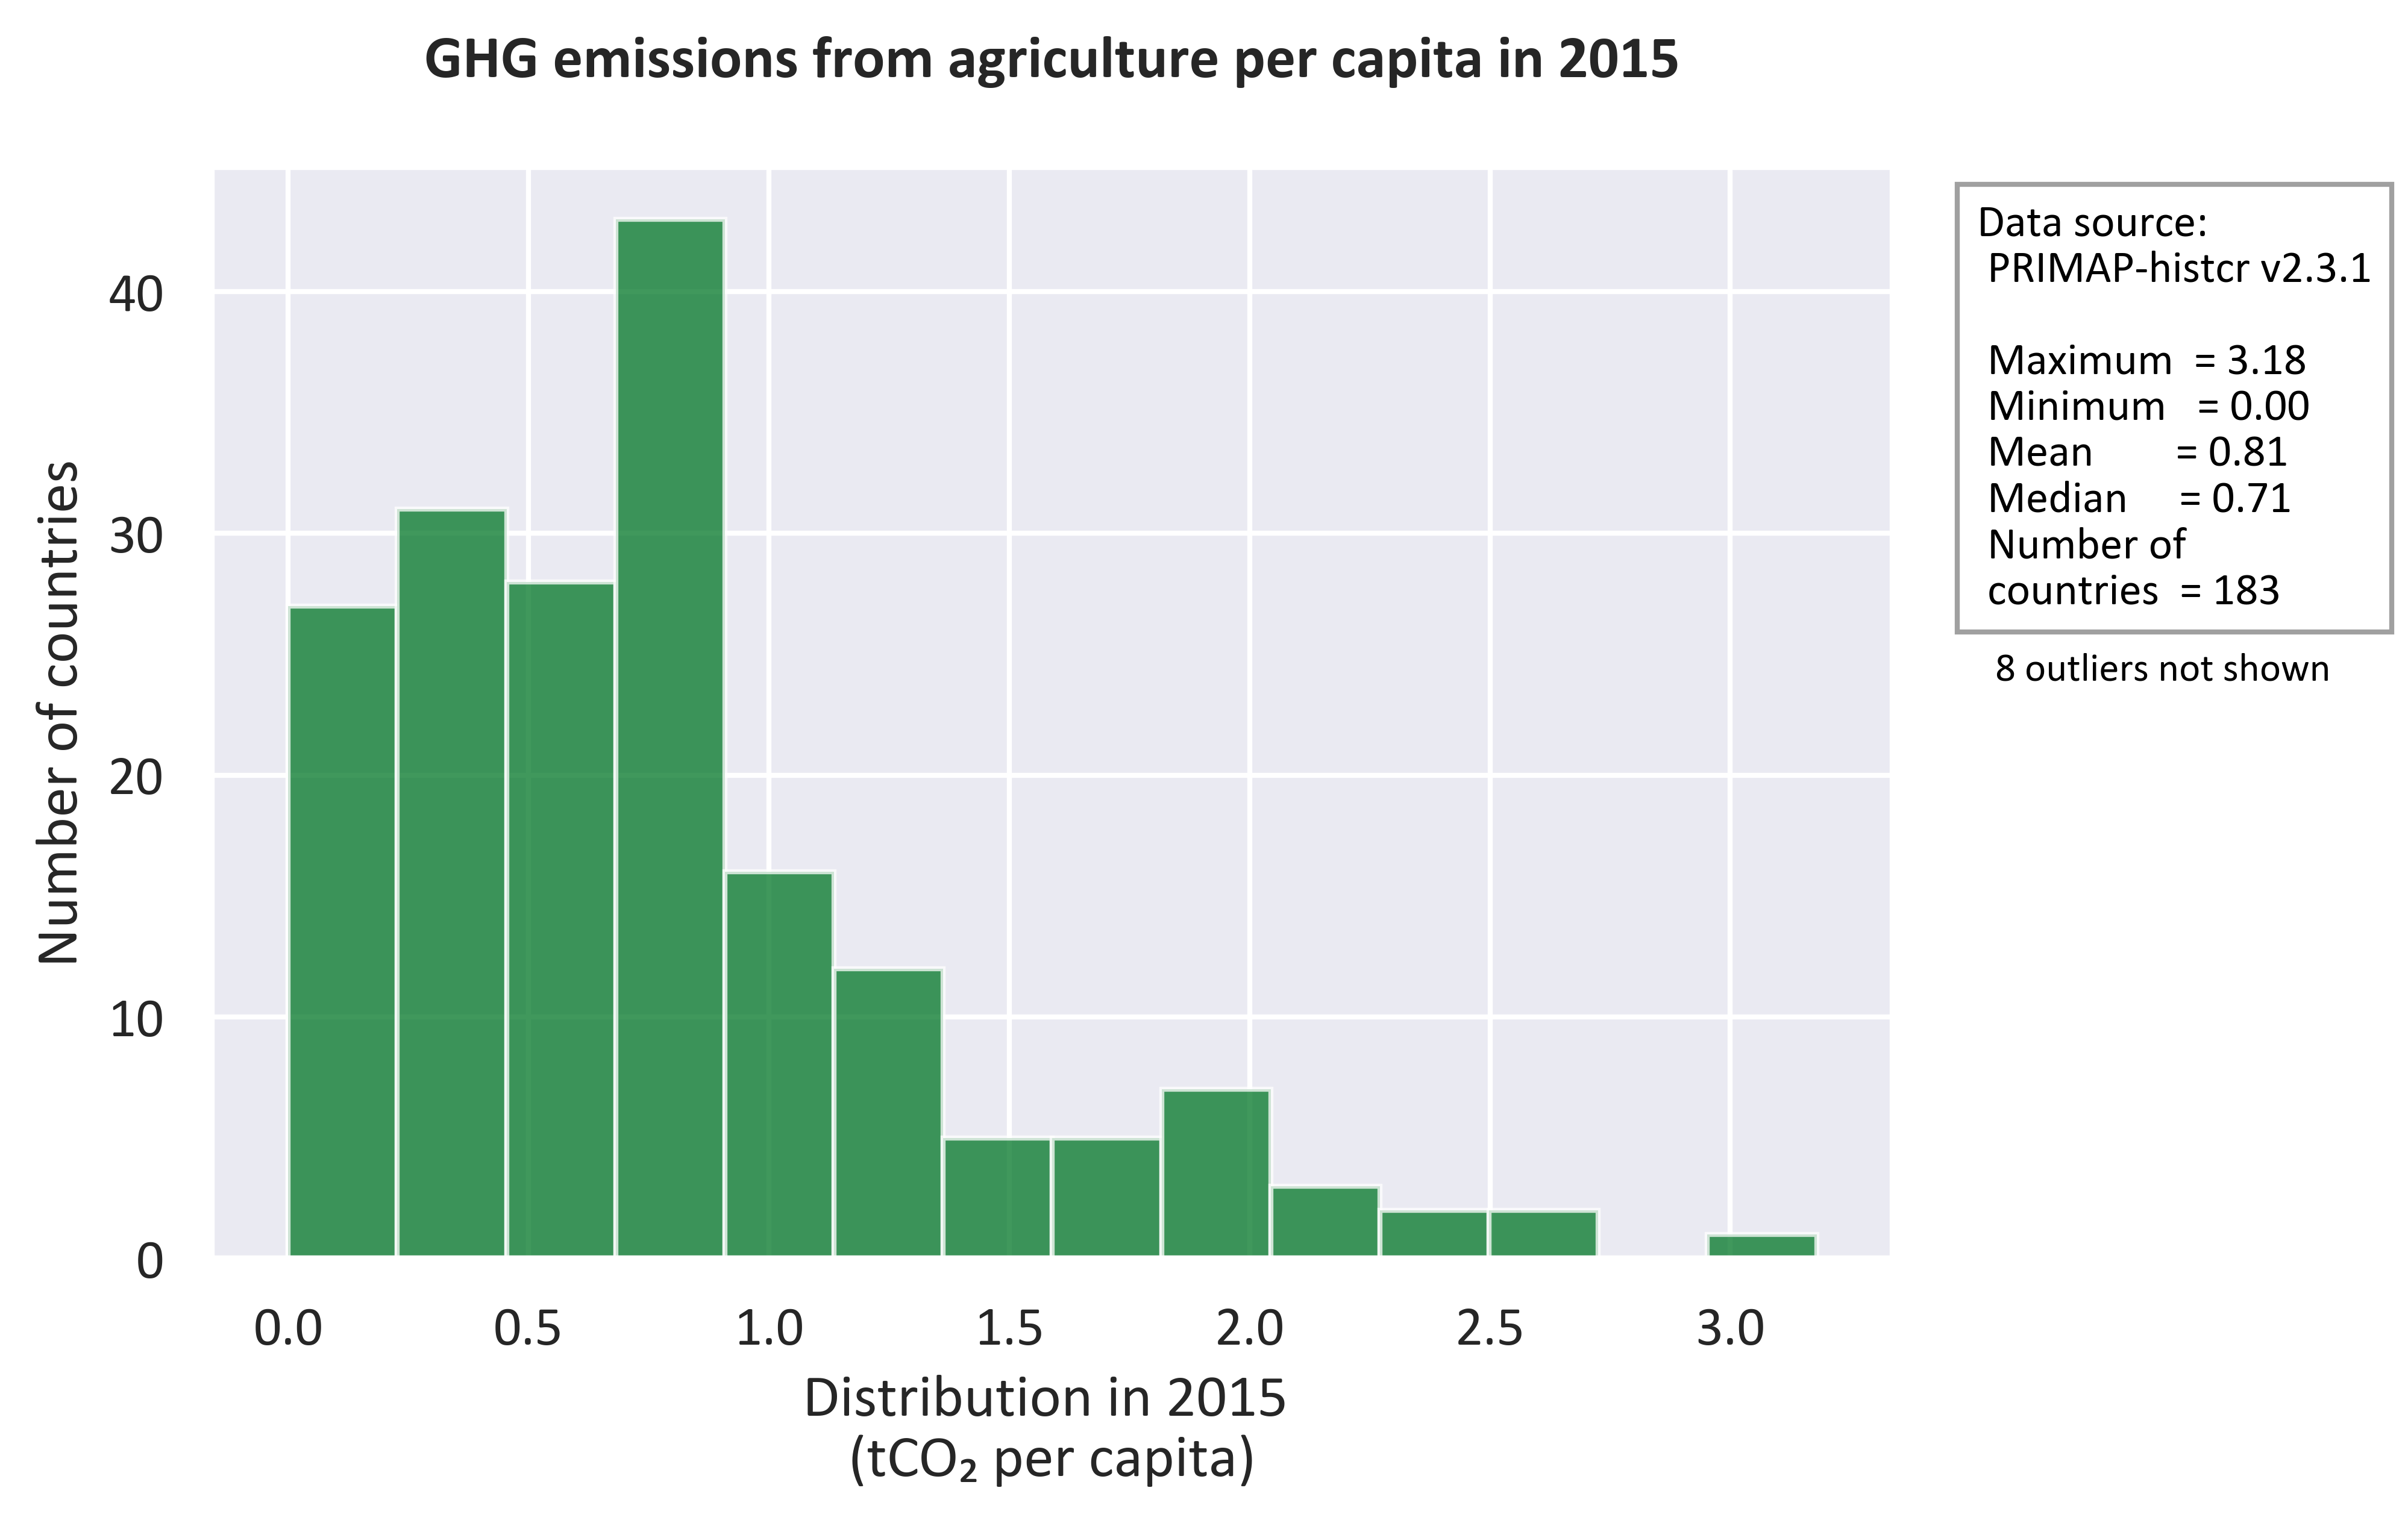 GHG emissions from agriculture per capita in 2015
Number of countries
40
30
20
10
0
0.0 0.5 1.0 1.5 2.0 2.5 3.0
Distribution in 2015
(tCO₂ per capita)
Data source:
PRIMAP-histcr v2.3.1
Maximum = 3.18
Minimum = 0.00
Mean = 0.81
Median = 0.71
Number of
countries = 183
8 outliers not shown